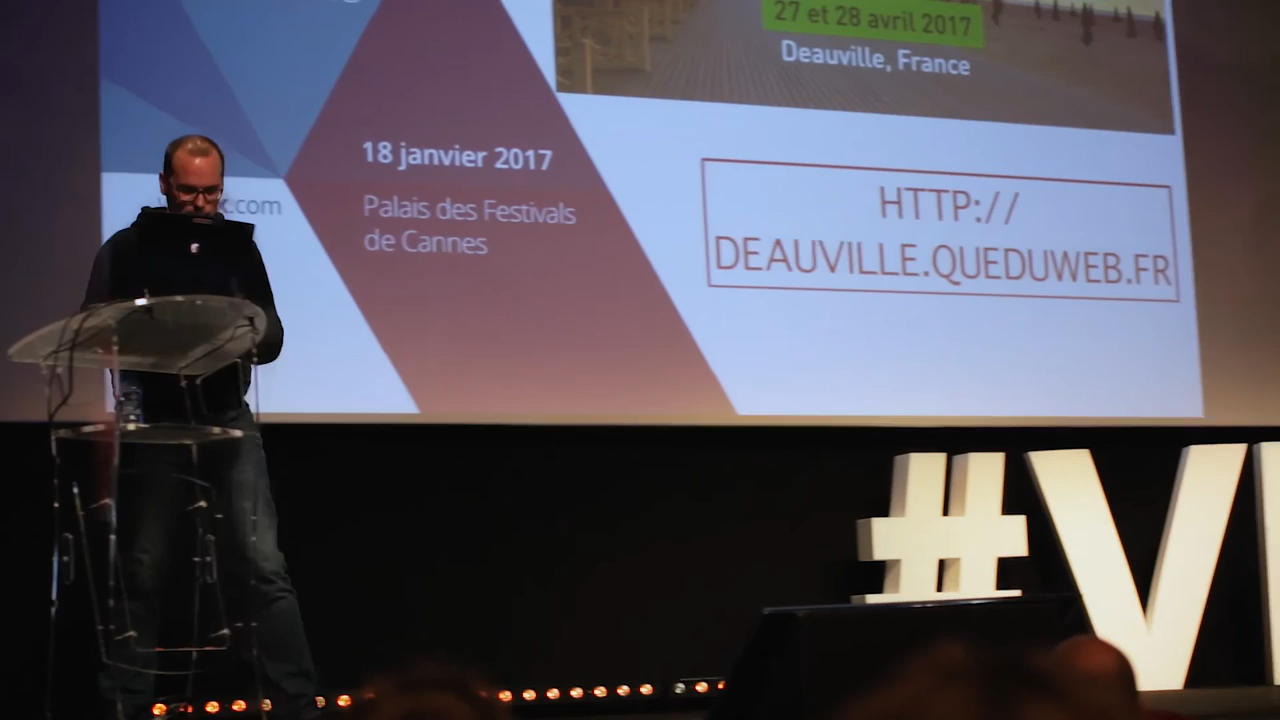 27 et 28 avril 2017
Deauville, France
18 janvier 2017
Palais des Festivals
de Cannes
.com
HTTP://
DEAUVILLE.QUEDUWEB.FR
#V